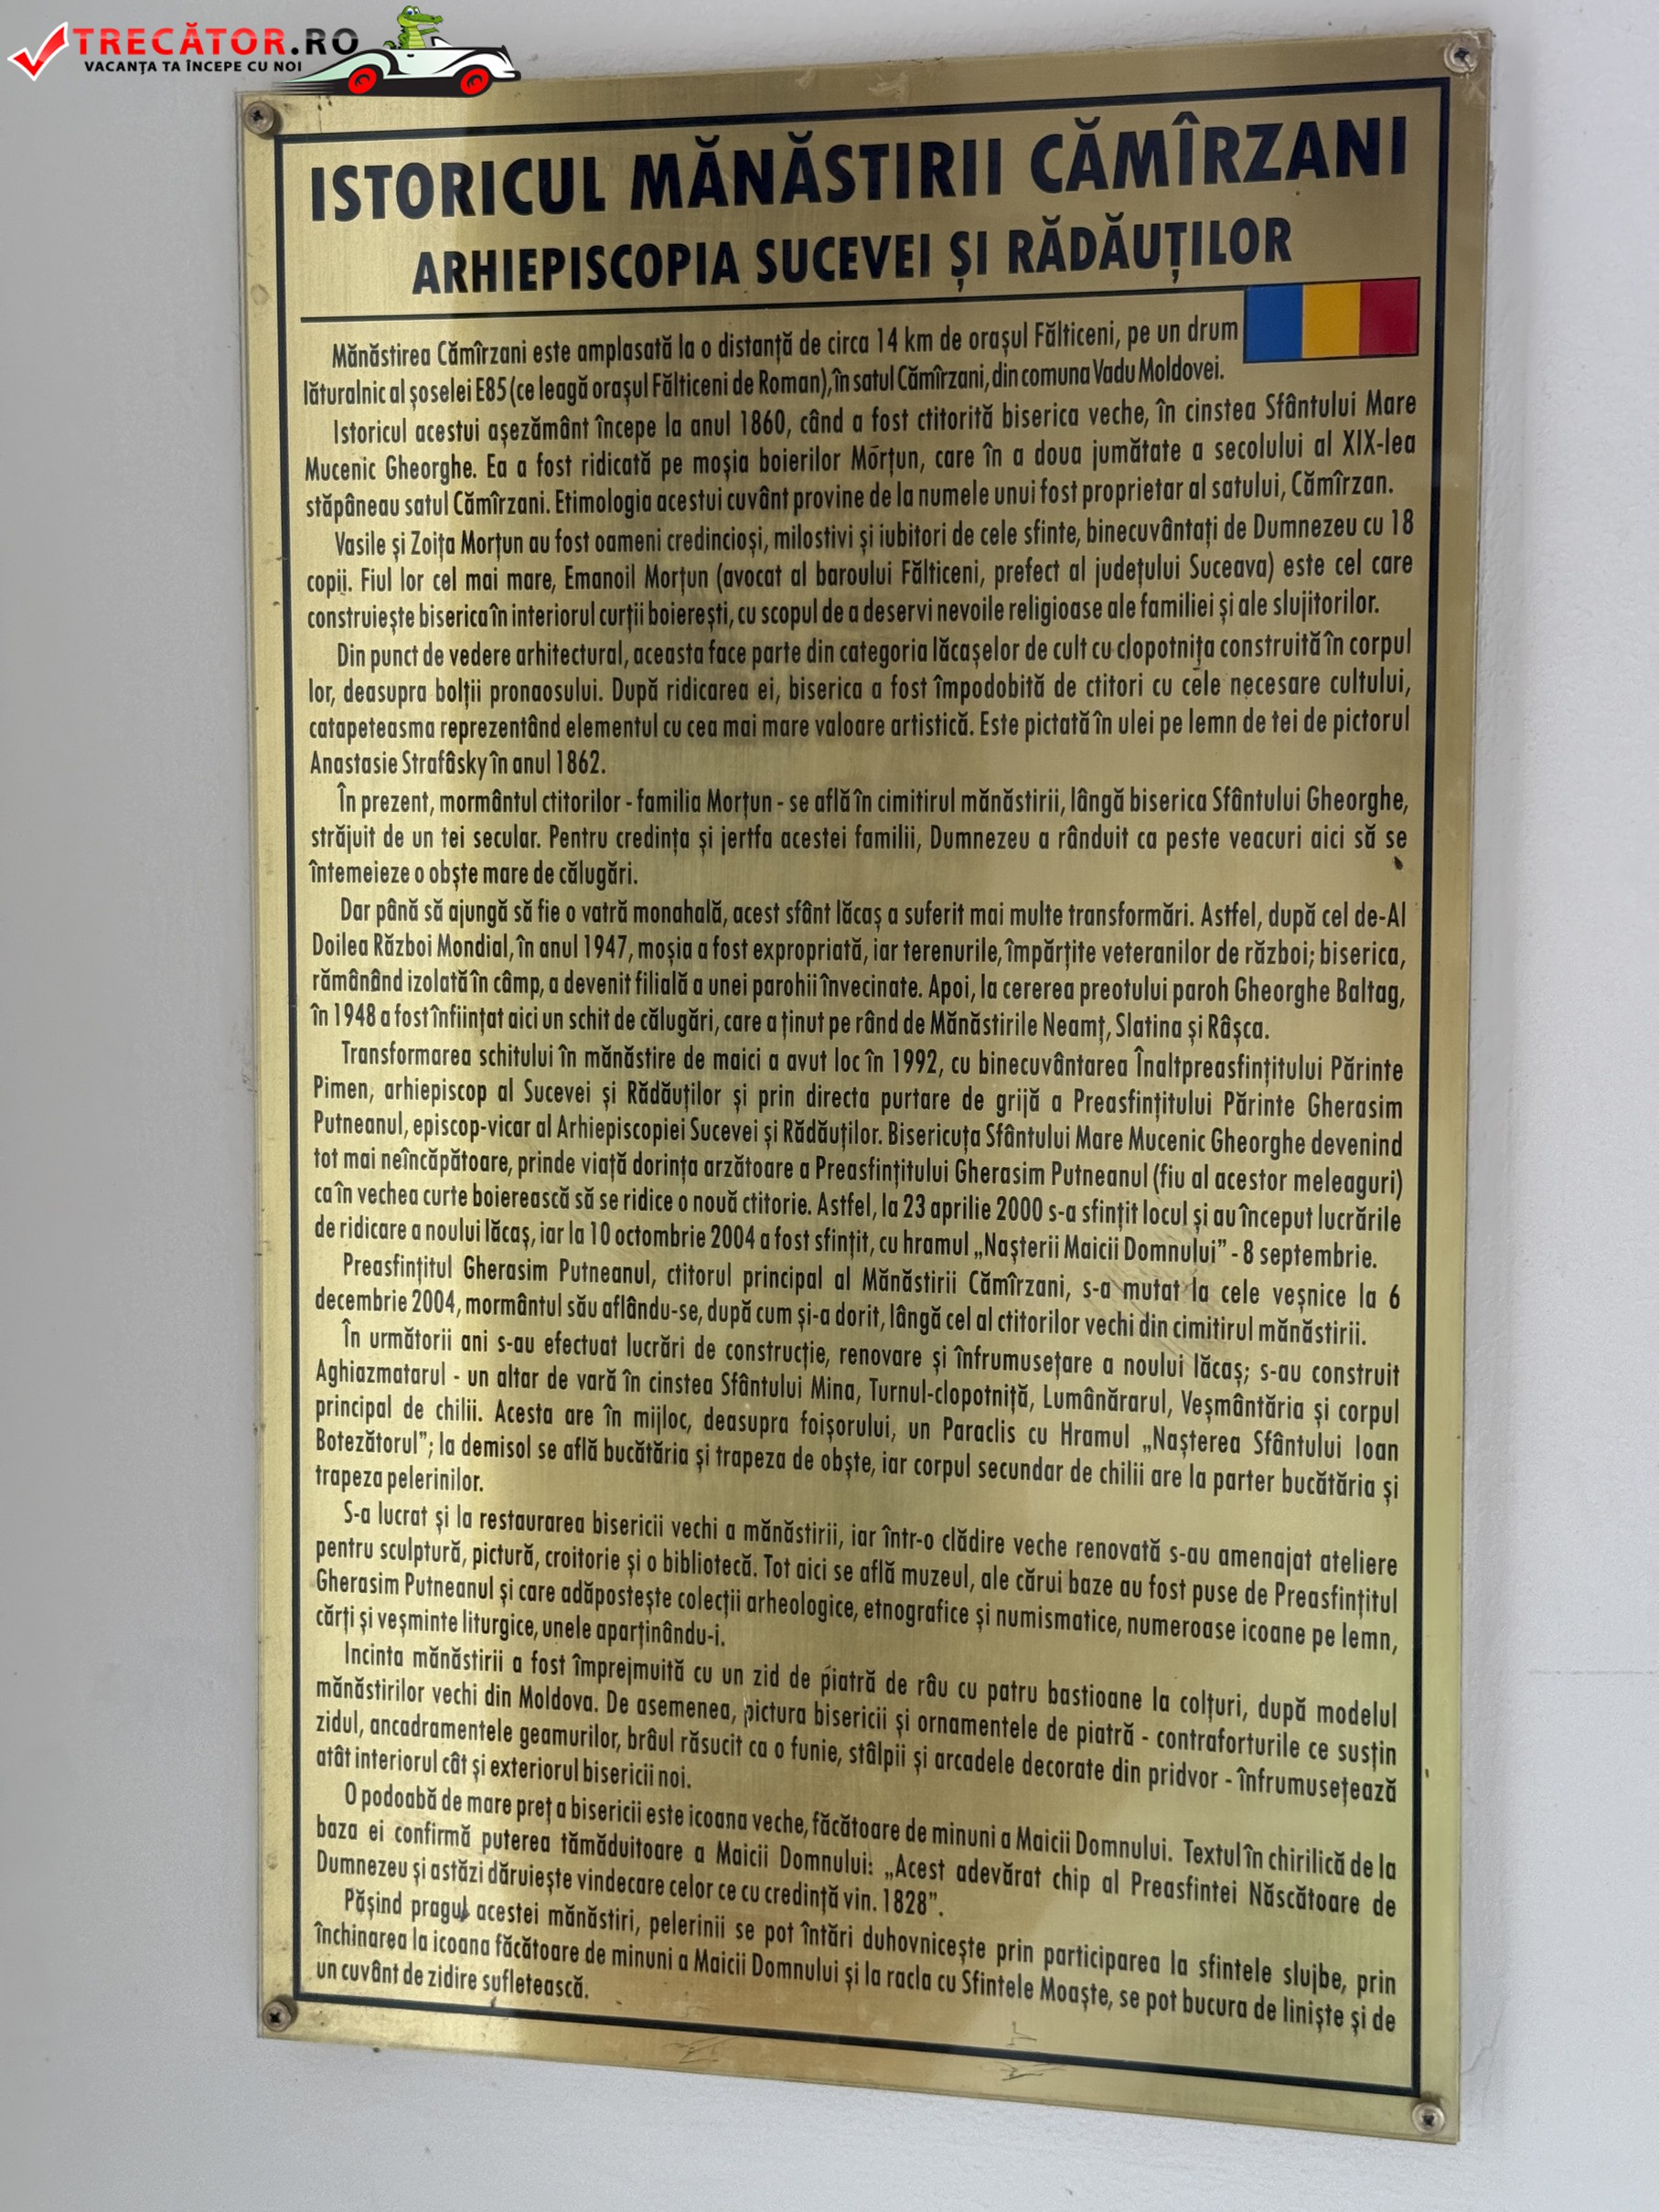 TRECĂTOR.RO
VACANȚA TA ÎNCEPE CU NOI
ISTORICUL MĂNĂSTIRII CĂMÎRZANI
ARHIEPISCOPIA SUCEVEI ȘI RĂDĂUȚILOR
Mănăstirea Cămîrzani este amplasată la o distanță de circa 14 km de orașul Fălticeni, pe un drum
lăturalnic al șoselei E85 (ce leagă orașul Fălticeni de Roman), în satul Cămîrzani, din comuna Vadu Moldovei.
Istoricul acestui așezământ începe la anul 1860, când a fost ctitorită biserica veche, în cinstea Sfântului Mare
Mucenic Gheorghe. Ea a fost ridicată pe moșia boierilor Morțun, care în a doua jumătate a secolului al XIX-lea
stăpâneau satul Cămîrzani. Etimologia acestui cuvânt provine de la numele unui fost proprietar al satului, Cămîrzan.
Vasile și Zoița Morțun au fost oameni credincioși, milostivi și iubitori de cele sfinte, binecuvântați de Dumnezeu cu 18
copii. Fiul lor cel mai mare, Emanoil Morțun (avocat al baroului Fălticeni, prefect al județului Suceava) este cel care
construiește biserica în interiorul curții boierești, cu scopul de a deservi nevoile religioase ale familiei și ale slujitorilor.
Din punct de vedere arhitectural, aceasta face parte din categoria lăcașelor de cult cu clopotnița construită în corpul
lor, deasupra bolții pronaosului. După ridicarea ei, biserica a fost împodobită de ctitori cu cele necesare cultului,
catapeteasma reprezentând elementul cu cea mai mare valoare artistică. Este pictată în ulei pe lemn de tei de pictorul
Anastasie Strafâsky în anul 1862.
În prezent, mormântul ctitorilor - familia Morțun - se află în cimitirul mănăstirii, lângă biserica Sfântului Gheorghe,
străjuit de un tei secular. Pentru credința și jertfa acestei familii, Dumnezeu a rânduit ca peste veacuri aici să se
întemeieze o obște mare de călugări.
Dar până să ajungă să fie o vatră monahală, acest sfânt lăcaș a suferit mai multe transformări. Astfel, după cel de-Al
Doilea Război Mondial, în anul 1947, moșia a fost expropriată, iar terenurile, împărțite veteranilor de război; biserica,
rămânând izolată în câmp, a devenit filială a unei parohii învecinate. Apoi, la cererea preotului paroh Gheorghe Baltag,
în 1948 a fost înființat aici un schit de călugări, care a ținut pe rând de Mănăstirile Neamț, Slatina și Râșca.
Transformarea schitului în mănăstire de maici a avut loc în 1992, cu binecuvântarea Înaltpreasfințitului Părinte
Pimen, arhiepiscop al Sucevei și Rădăuților și prin directa purtare de grijă a Preasfințitului Părinte Gherasim
Putneanul, episcop-vicar al Arhiepiscopiei Sucevei și Rădăuților. Bisericuța Sfântului Mare Mucenic Gheorghe devenind
tot mai neîncăpătoare, prinde viață dorința arzătoare a Preasfințitului Gherasim Putneanul (fiu al acestor meleaguri)
ca în vechea curte boierească să se ridice o nouă ctitorie. Astfel, la 23 aprilie 2000 s-a sfințit locul și au început lucrările
de ridicare a noului lăcaș, iar la 10 octombrie 2004 a fost sfințit, cu hramul „Nașterii Maicii Domnului” - 8 septembrie.
Preasfințitul Gherasim Putneanul, ctitorul principal al Mănăstirii Cămîrzani, s-a mutat la cele veșnice la 6
decembrie 2004, mormântul său aflându-se, după cum și-a dorit, lângă cel al ctitorilor vechi din cimitirul mănăstirii.
În următorii ani s-au efectuat lucrări de construcție, renovare și înfrumusețare a noului lăcaș; s-au construit
Aghiazmatarul - un altar de vară în cinstea Sfântului Mina, Turnul-clopotniță, Lumânărarul, Veșmântăria și corpul
principal de chilii. Acesta are în mijloc, deasupra foișorului, un Paraclis cu Hramul „Nașterea Sfântului Ioan
Botezătorul”; la demisol se află bucătăria și trapeza de obște, iar corpul secundar de chilii are la parter bucătăria și
trapeza pelerinilor.
S-a lucrat și la restaurarea bisericii vechi a mănăstirii, iar într-o clădire veche renovată s-au amenajat ateliere
pentru sculptură, pictură, croitorie și o bibliotecă. Tot aici se află muzeul, ale cărui baze au fost puse de Preasfințitul
Gherasim Putneanul și care adăpostește colecții arheologice, etnografice și numismatice, numeroase icoane pe lemn,
cărți și veșminte liturgice, unele aparținându-i.
Incinta mănăstirii a fost împrejmuită cu un zid de piatră de râu cu patru bastioane la colțuri, după modelul
mănăstirilor vechi din Moldova. De asemenea, pictura bisericii și ornamentele de piatră - contraforturile ce susțin
zidul, ancadramentele geamurilor, brâul răsucit ca o funie, stâlpii și arcadele decorate din pridvor - înfrumusețează
atât interiorul cât și exteriorul bisericii noi.
O podoabă de mare preț a bisericii este icoana veche, făcătoare de minuni a Maicii Domnului. Textul în chirilică de la
baza ei confirmă puterea tămăduitoare a Maicii Domnului: „Acest adevărat chip al Preasfintei Născătoare de
Dumnezeu și astăzi dăruiește vindecare celor ce cu credință vin. 1828”.
Pășind pragul acestei mănăstiri, pelerinii se pot întări duhovnicește prin participarea la sfintele slujbe, prin
închinarea la icoana făcătoare de minuni a Maicii Domnului și la racla cu Sfintele Moaște, se pot bucura de liniște și de
un cuvânt de zidire sufletească.